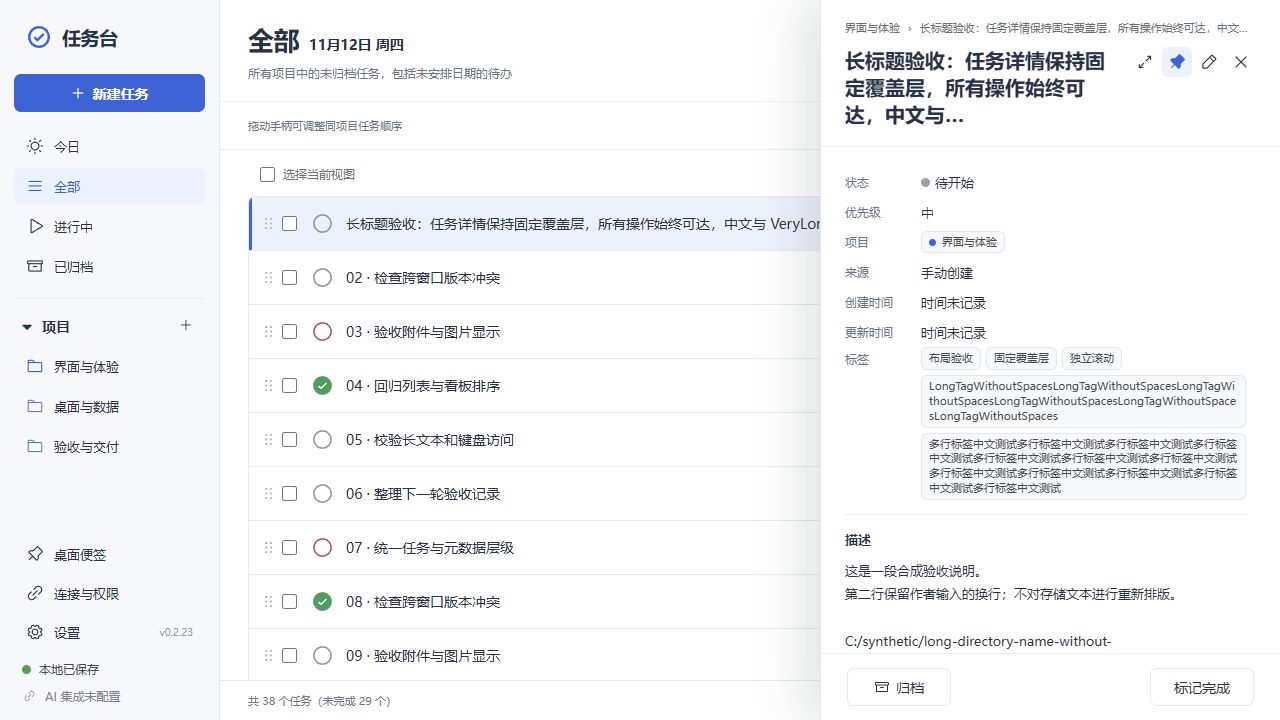 任务台
新建任务
今日
全部
进行中
已归档
项目
界面与体验
桌面与数据
验收与交付
桌面便签
连接与权限
设置 v0.2.23
本地已保存
AI 集成未配置
全部 11月12日 周四
所有项目中的未归档任务，包括未安排日期的待办
拖动手柄可调整同项目任务顺序
选择当前视图
长标题验收：任务详情保持固定覆盖层，所有操作始终可达，中文与 VeryLor
02 · 检查跨窗口版本冲突
03 · 验收附件与图片显示
04 · 回归列表与看板排序
05 · 校验长文本和键盘访问
06 · 整理下一轮验收记录
07 · 统一任务与元数据层级
08 · 检查跨窗口版本冲突
09 · 验收附件与图片显示
共 38 个任务（未完成 29 个）
界面与体验 › 长标题验收：任务详情保持固定覆盖层，所有操作始终可达，中文...
长标题验收：任务详情保持固
定覆盖层，所有操作始终可
达，中文与...
状态 待开始
优先级 中
项目 界面与体验
来源 手动创建
创建时间 时间未记录
更新时间 时间未记录
标签 布局验收 固定覆盖层 独立滚动
LongTagWithoutSpacesLongTagWithoutSpacesLongTagWi
thoutSpacesLongTagWithoutSpacesLongTagWithoutSpace
sLongTagWithoutSpaces
多行标签中文测试多行标签中文测试多行标签中文测试多行标签
中文测试多行标签中文测试多行标签中文测试多行标签中文测试
多行标签中文测试多行标签中文测试多行标签中文测试多行标签
中文测试多行标签中文测试
描述
这是一段合成验收说明。
第二行保留作者输入的换行；不对存储文本进行重新排版。
C:/synthetic/long-directory-name-without-
归档
标记完成